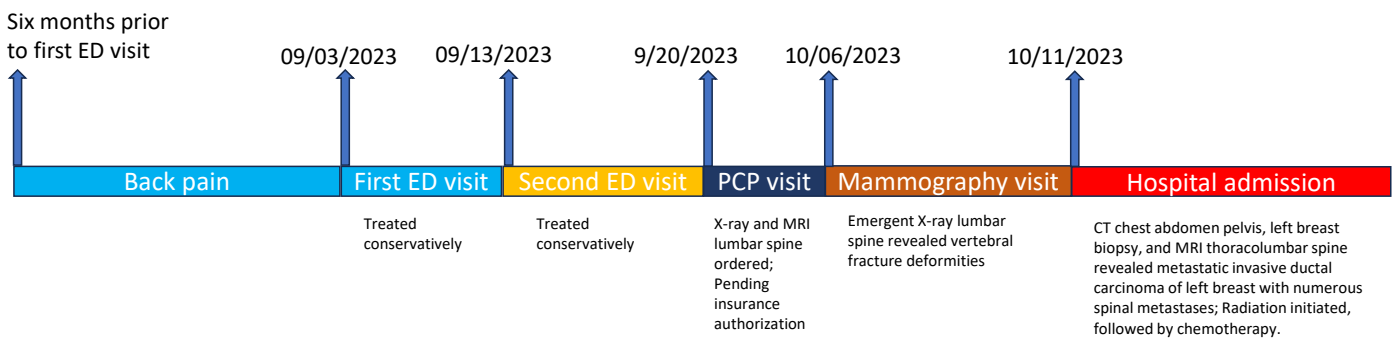 Six months prior
to first ED visit
09/03/2023
09/13/2023
9/20/2023
10/06/2023
10/11/2023
Back pain
First ED visit
Second ED visit
PCP visit
Mammography visit
Hospital admission
Treated
conservatively
Treated
conservatively
X-ray and MRI
lumbar spine
ordered;
Pending
insurance
authorization
Emergent X-ray lumbar
spine revealed vertebral
fracture deformities
CT chest abdomen pelvis, left breast
biopsy, and MRI thoracolumbar spine
revealed metastatic invasive ductal
carcinoma of left breast with numerous
spinal metastases; Radiation initiated,
followed by chemotherapy.